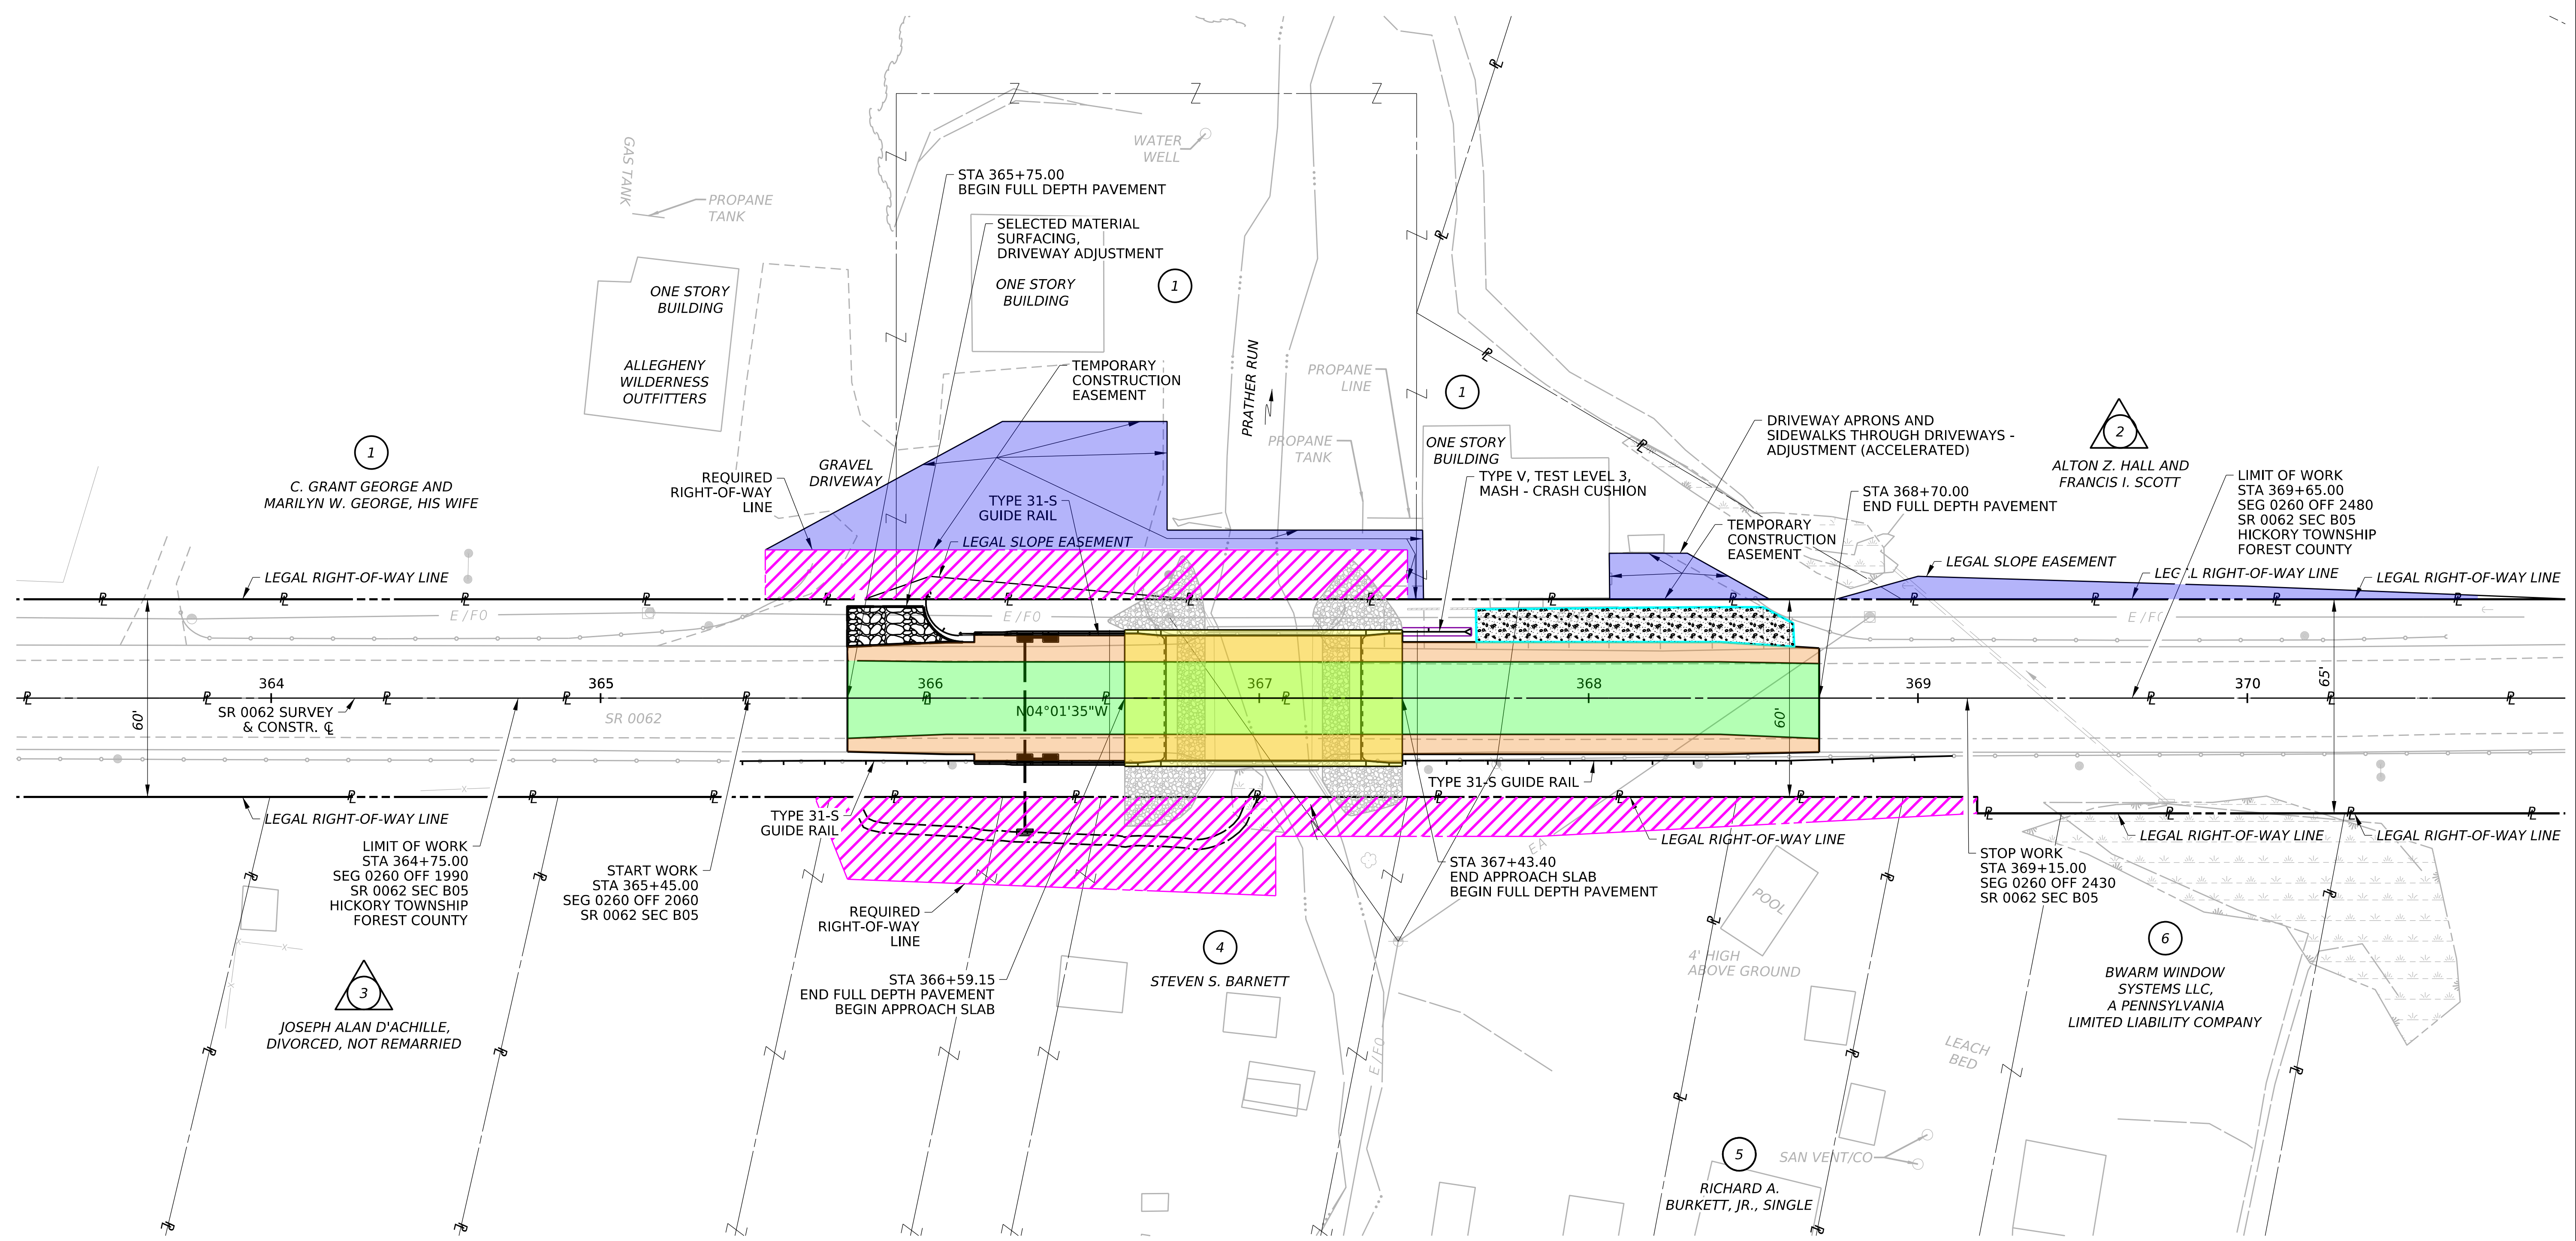 GAS TANK
PROPANE
TANK
WATER
WELL
STA 365+75.00
BEGIN FULL DEPTH PAVEMENT
SELECTED MATERIAL
SURFACING,
DRIVEWAY ADJUSTMENT
ONE STORY
BUILDING
1
ONE STORY
BUILDING
ALLEGHENY
WILDERNESS
OUTFITTERS
TEMPORARY
CONSTRUCTION
EASEMENT
PRATHER RUN
PROPANE
LINE
1
PROPANE
TANK
ONE STORY
BUILDING
DRIVEWAY APRONS AND
SIDEWALKS THROUGH DRIVEWAYS -
ADJUSTMENT (ACCELERATED)
2
ALTON Z. HALL AND
FRANCIS I. SCOTT
1
C. GRANT GEORGE AND
MARILYN W. GEORGE, HIS WIFE
REQUIRED
RIGHT-OF-WAY
LINE
GRAVEL
DRIVEWAY
TYPE 31-S
GUIDE RAIL
TYPE V, TEST LEVEL 3,
MASH - CRASH CUSHION
STA 368+70.00
END FULL DEPTH PAVEMENT
LIMIT OF WORK
STA 369+65.00
SEG 0260 OFF 2480
SR 0062 SEC B05
HICKORY TOWNSHIP
FOREST COUNTY
TEMPORARY
CONSTRUCTION
EASEMENT
LEGAL SLOPE EASEMENT
LEGAL SLOPE EASEMENT
LEGAL RIGHT-OF-WAY LINE
LEGAL RIGHT-OF-WAY LINE
LEGAL RIGHT-OF-WAY LINE
E / FO
E / FO
E / FO
364
365
366
367
368
369
370
60'
SR 0062 SURVEY
& CONSTR. ℄
SR 0062
N04°01'35"W
60'
65'
TYPE 31-S GUIDE RAIL
LEGAL RIGHT-OF-WAY LINE
TYPE 31-S
GUIDE RAIL
LEGAL RIGHT-OF-WAY LINE
LEGAL RIGHT-OF-WAY LINE
LEGAL RIGHT-OF-WAY LINE
LIMIT OF WORK
STA 364+75.00
SEG 0260 OFF 1990
SR 0062 SEC B05
HICKORY TOWNSHIP
FOREST COUNTY
START WORK
STA 365+45.00
SEG 0260 OFF 2060
SR 0062 SEC B05
REQUIRED
RIGHT-OF-WAY
LINE
STA 367+43.40
END APPROACH SLAB
BEGIN FULL DEPTH PAVEMENT
STOP WORK
STA 369+15.00
SEG 0260 OFF 2430
SR 0062 SEC B05
POOL
4' HIGH
ABOVE GROUND
STA 366+59.15
END FULL DEPTH PAVEMENT
BEGIN APPROACH SLAB
4
STEVEN S. BARNETT
3
JOSEPH ALAN D'ACHILLE,
DIVORCED, NOT REMARRIED
6
BWARM WINDOW
SYSTEMS LLC,
A PENNSYLVANIA
LIMITED LIABILITY COMPANY
LEACH
BED
E / FO
5
RICHARD A.
BURKETT, JR., SINGLE
SAN VENT/CO